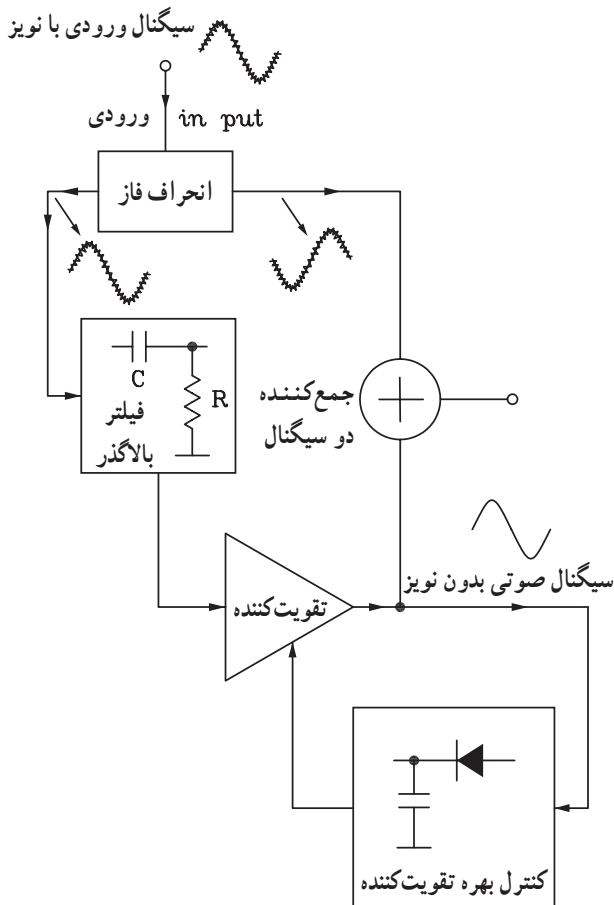 سیگنال ورودی با نویز
ورودی in put
انحراف فاز
C
R
فیلتر
بالاگذر
جمع‌کننده
دو سیگنال
سیگنال صوتی بدون نویز
تقویت‌کننده
کنترل بهره تقویت‌کننده